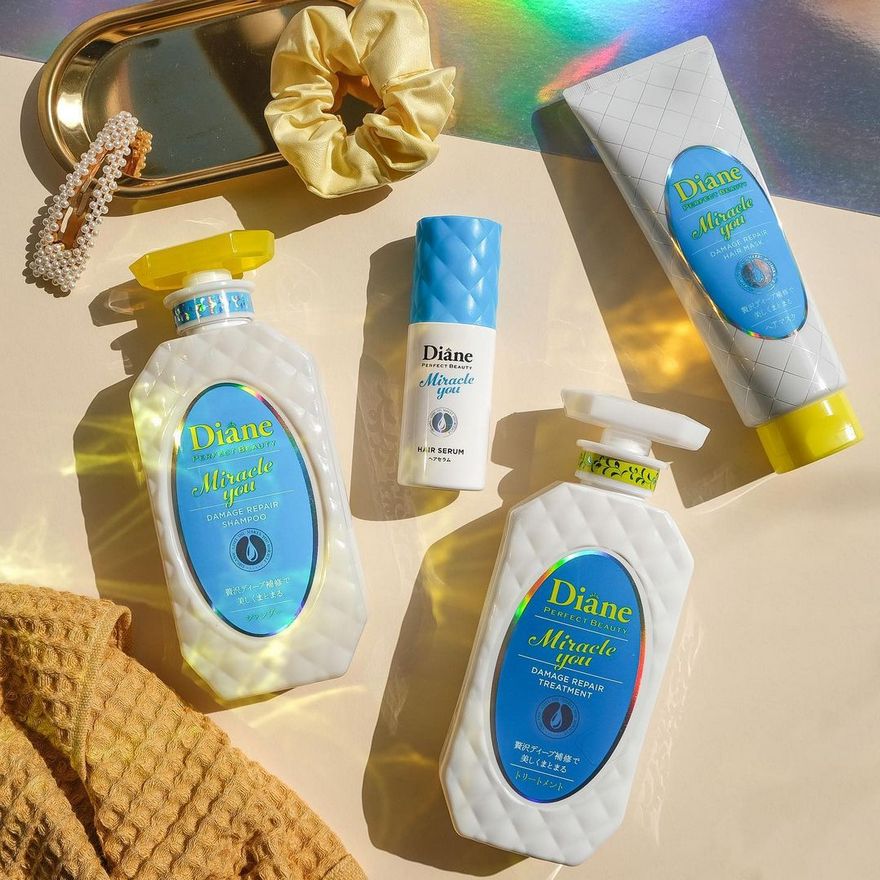 Diane
PERFECT BEAUTY
Miracle
you
DAMAGE REPAIR
SHAMPOO
贅沢ディープ補修で
美しくまとまる
シャンプー
Diane
PERFECT BEAUTY
Miracle
you
HAIR SERUM
ヘアセラム
Diane
PERFECT BEAUTY
Miracle
you
DAMAGE REPAIR
HAIR MASK
贅沢ディープ補修で
美しくまとまる
ヘアマスク
Diane
PERFECT BEAUTY
Miracle
you
DAMAGE REPAIR
TREATMENT
贅沢ディープ補修で
美しくまとまる
トリートメント